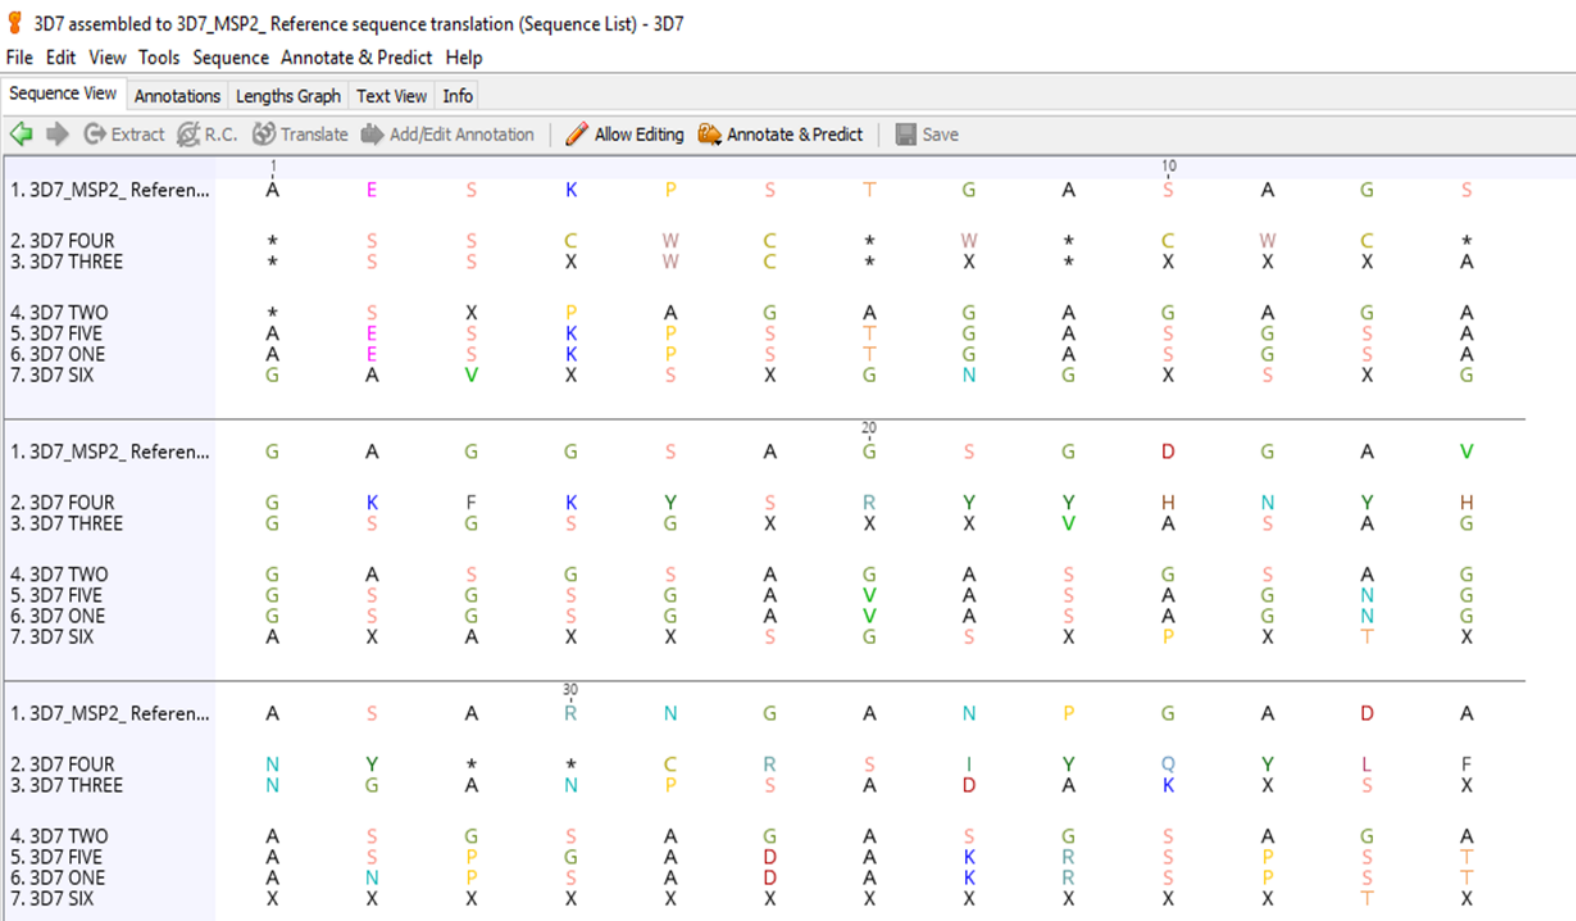 3D7 assembled to 3D7_MSP2_ Reference sequence translation (Sequence List) - 3D7
File Edit View Tools Sequence Annotate & Predict Help
Sequence View Annotations Lengths Graph Text View Info
Extract R.C. Translate Add/Edit Annotation Allow Editing Annotate & Predict Save
1 10
1. 3D7_MSP2_ Referen... A E S K P S T G A S A G S
2. 3D7 FOUR * S S C W C * W * C W C *
3. 3D7 THREE * S S X W C * X * X X X A
4. 3D7 TWO * S X P A G A G A G A G A
5. 3D7 FIVE A E S K P S T G A S G S A
6. 3D7 ONE A E S K P S T G A S G S A
7. 3D7 SIX G A V X S X G N G X S X G
20
1. 3D7_MSP2_ Referen... G A G G S A G S G D G A V
2. 3D7 FOUR G K F K Y S R Y Y H N Y H
3. 3D7 THREE G S G S G X X X V A S A G
4. 3D7 TWO G A S G S A G A S G S A G
5. 3D7 FIVE G S G S G A V A S A G N G
6. 3D7 ONE G S G S G A V A S A G N G
7. 3D7 SIX A X A X X S G S X P X T X
30
1. 3D7_MSP2_ Referen... A S A R N G A N P G A D A
2. 3D7 FOUR N Y * * C R S I Y Q Y L F
3. 3D7 THREE N G A N P S A D A K X S X
4. 3D7 TWO A S G S A G A S G S A G A
5. 3D7 FIVE A S P G A D A K R S P S T
6. 3D7 ONE A N P S A D A K R S P S T
7. 3D7 SIX X X X X X X X X X X X T X